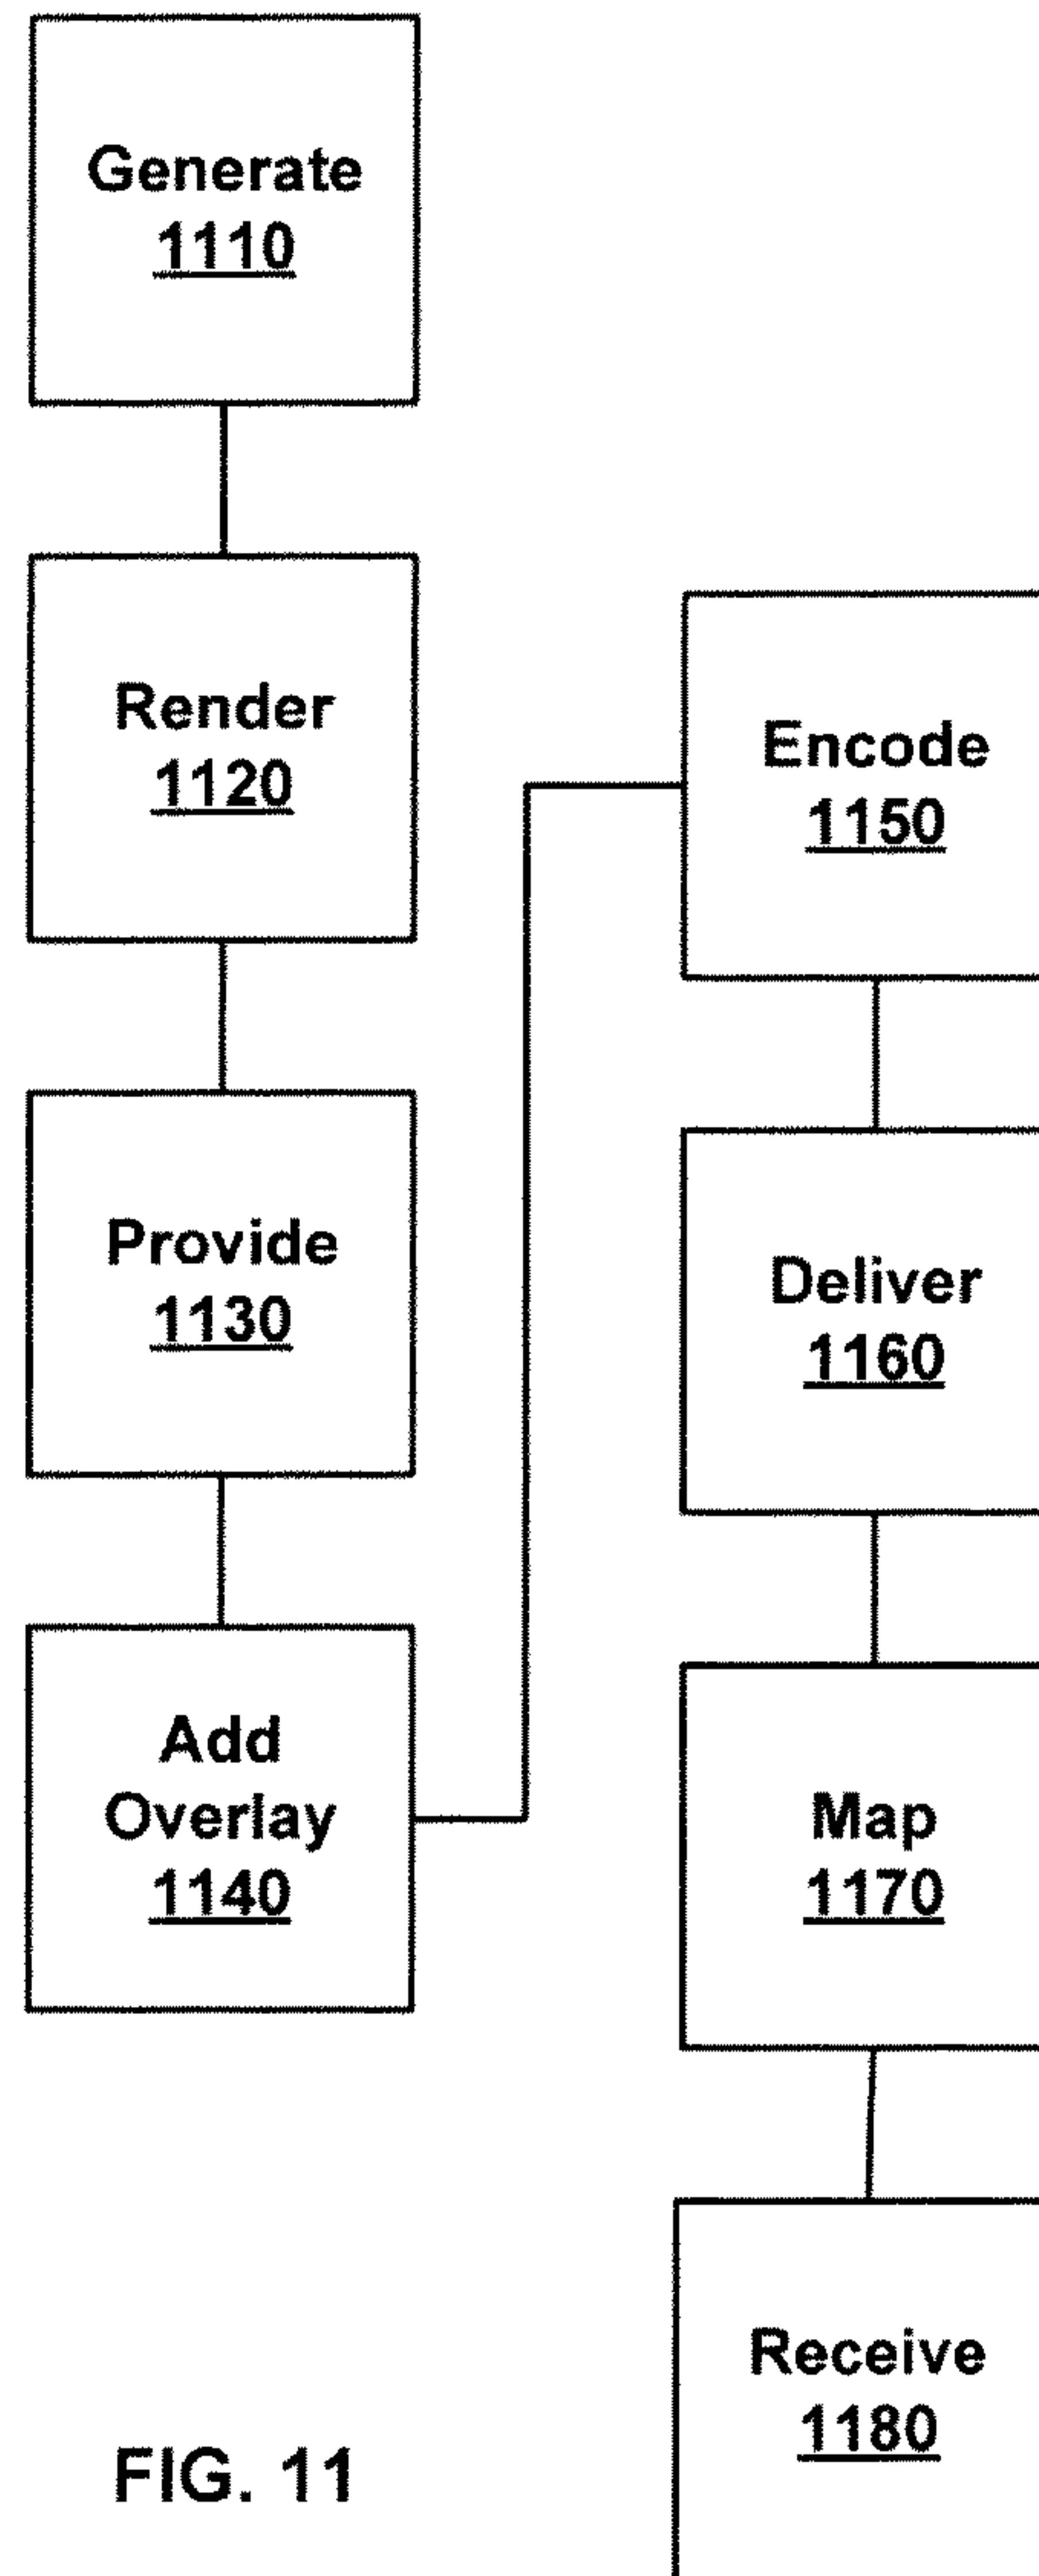 Generate
1110
Render
1120
Provide
1130
Add
Overlay
1140
Encode
1150
Deliver
1160
Map
1170
Receive
1180
FIG. 11